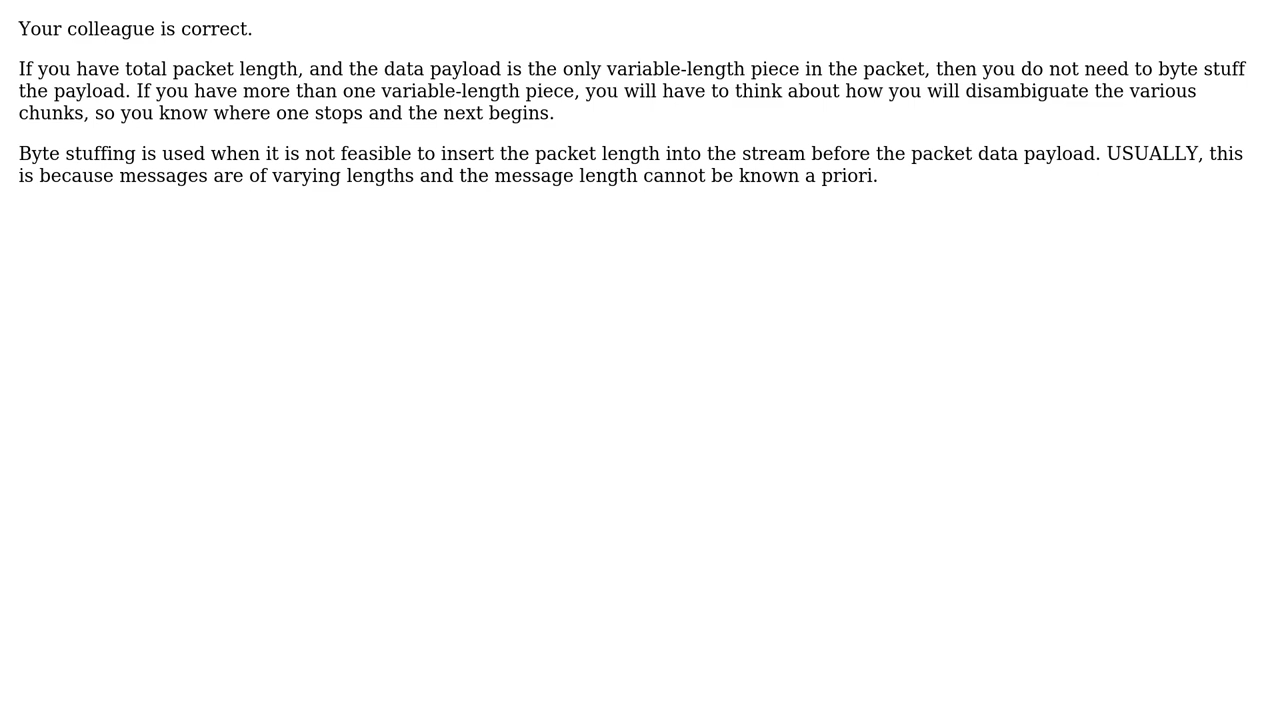 Your colleague is correct.
If you have total packet length, and the data payload is the only variable-length piece in the packet, then you do not need to byte stuff
the payload. If you have more than one variable-length piece, you will have to think about how you will disambiguate the various
chunks, so you know where one stops and the next begins.
Byte stuffing is used when it is not feasible to insert the packet length into the stream before the packet data payload. USUALLY, this
is because messages are of varying lengths and the message length cannot be known a priori.